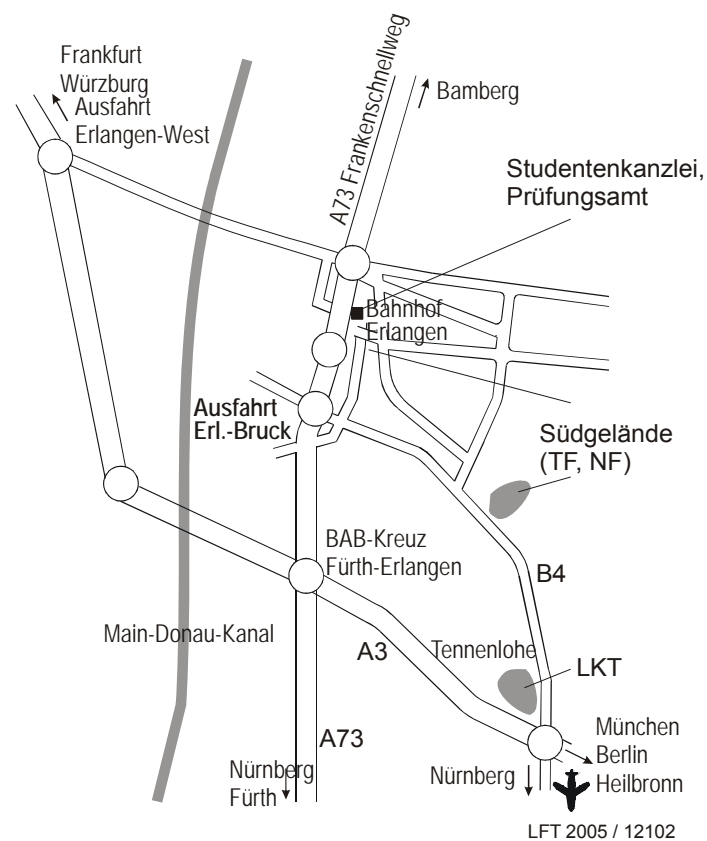 Frankfurt
Würzburg
Ausfahrt
Erlangen-West
A73 Frankenschnellweg
Bamberg
Studentenkanzlei,
Prüfungsamt
Bahnhof
Erlangen
Ausfahrt
Erl.-Bruck
Südgelände
(TF, NF)
BAB-Kreuz
Fürth-Erlangen
B4
Main-Donau-Kanal
A3
Tennenlohe
LKT
A73
München
Berlin
Heilbronn
Nürnberg
Fürth
Nürnberg
LFT 2005 / 12102